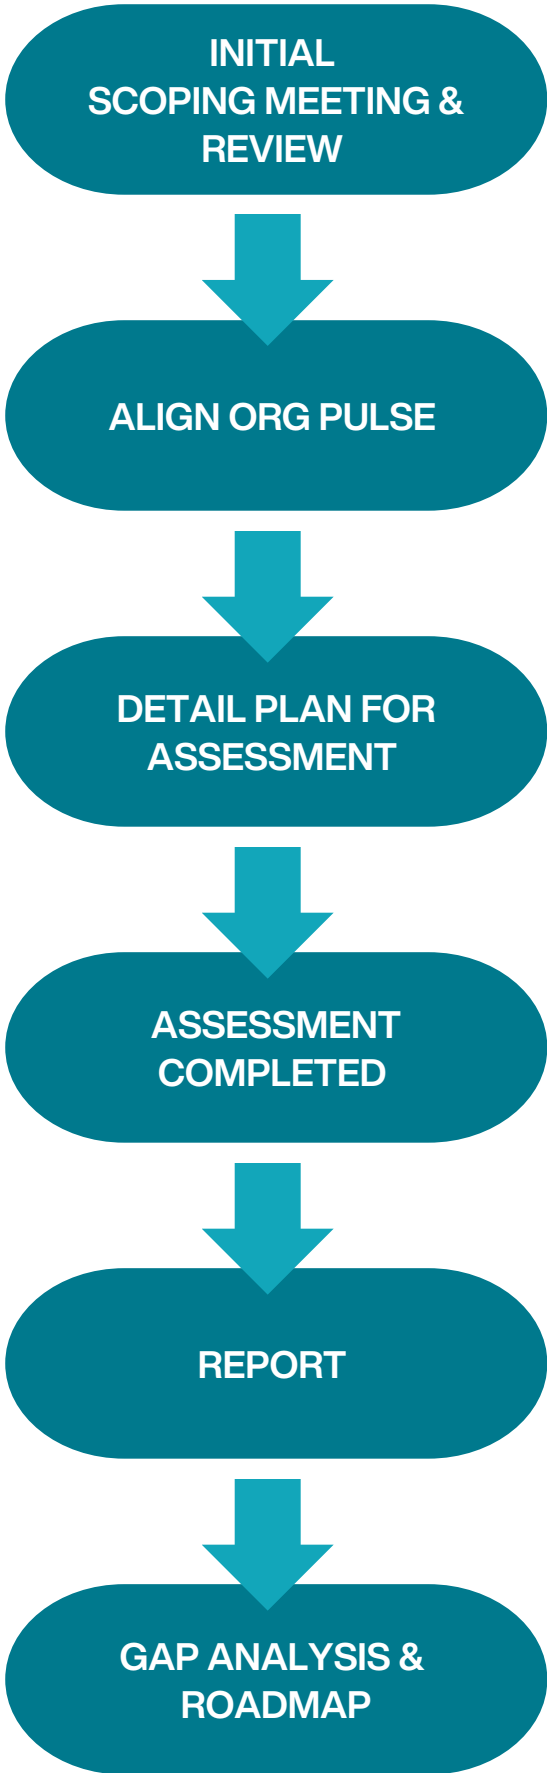 INITIAL
SCOPING MEETING &
REVIEW
ALIGN ORG PULSE
DETAIL PLAN FOR
ASSESSMENT
ASSESSMENT
COMPLETED
REPORT
GAP ANALYSIS &
ROADMAP